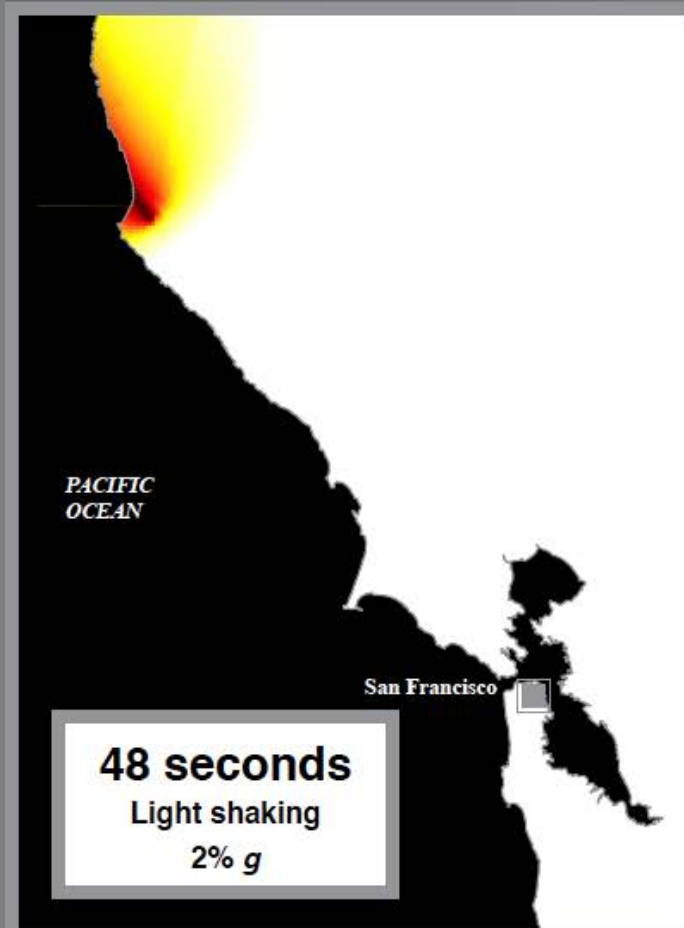 PACIFIC
OCEAN
San Francisco
48 seconds
Light shaking
2% g